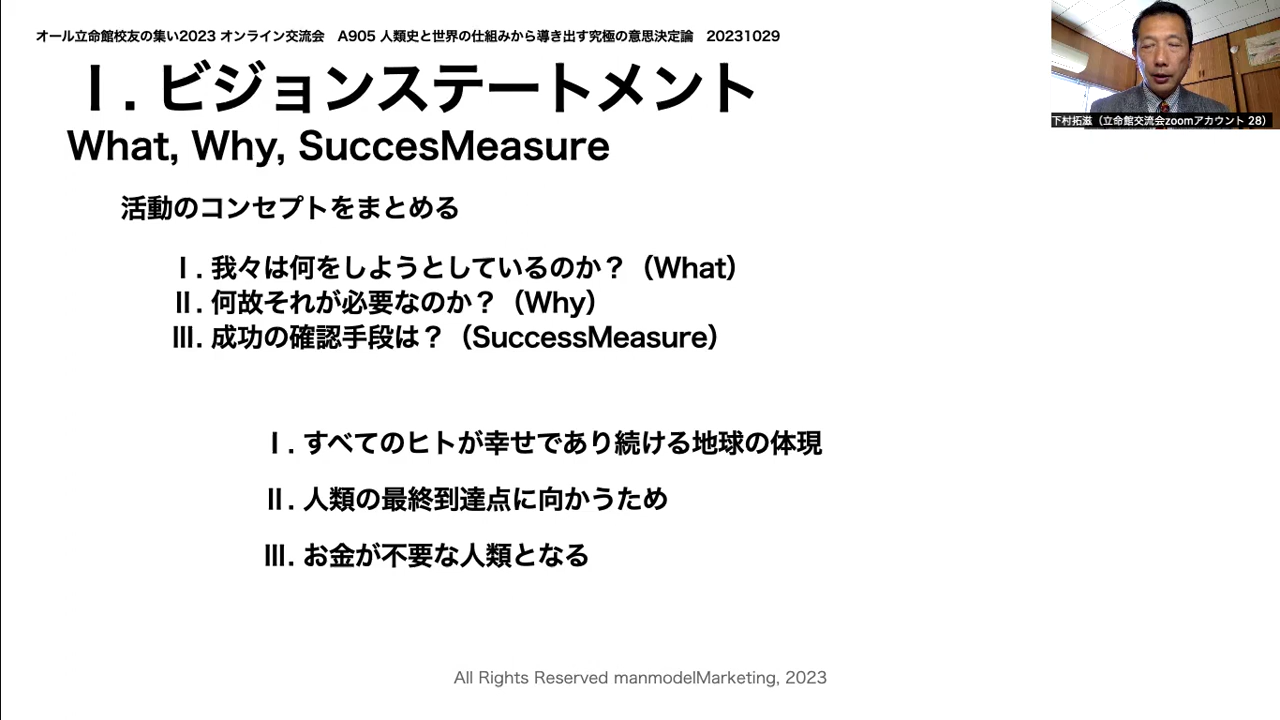 オール立命館校友の集い2023 オンライン交流会　A905 人類史と世界の仕組みから導き出す究極の意思決定論　20231029
Ⅰ. ビジョンステートメント
What, Why, SuccesMeasure
下村拓滋（立命館交流会zoomアカウント 28）
活動のコンセプトをまとめる
Ⅰ. 我々は何をしようとしているのか？（What）
Ⅱ. 何故それが必要なのか？（Why）
Ⅲ. 成功の確認手段は？（SuccessMeasure）
Ⅰ. すべてのヒトが幸せであり続ける地球の体現
Ⅱ. 人類の最終到達点に向かうため
Ⅲ. お金が不要な人類となる
All Rights Reserved manmodelMarketing, 2023